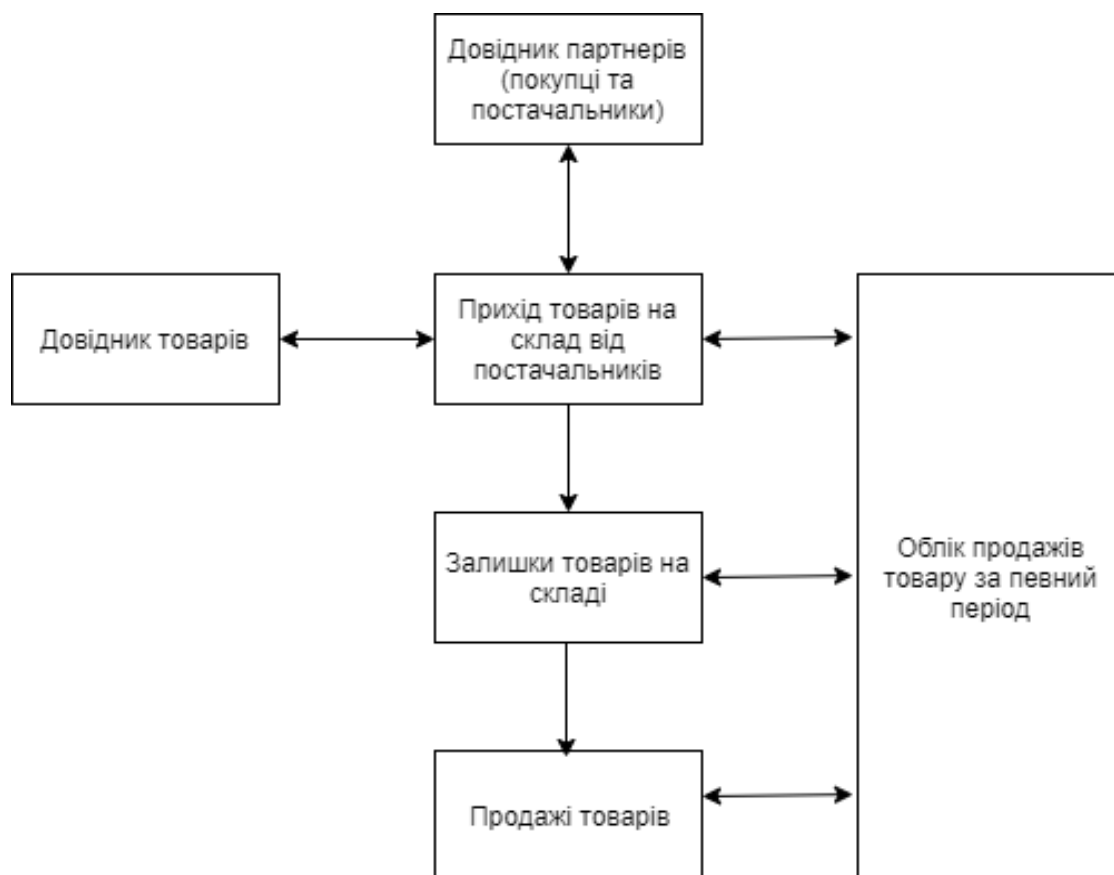 Довідник партнерів
(покупці та
постачальники)
Довідник товарів
Прихід товарів на
склад від
постачальників
Залишки товарів на
складі
Облік продажів
товару за певний
період
Продажі товарів